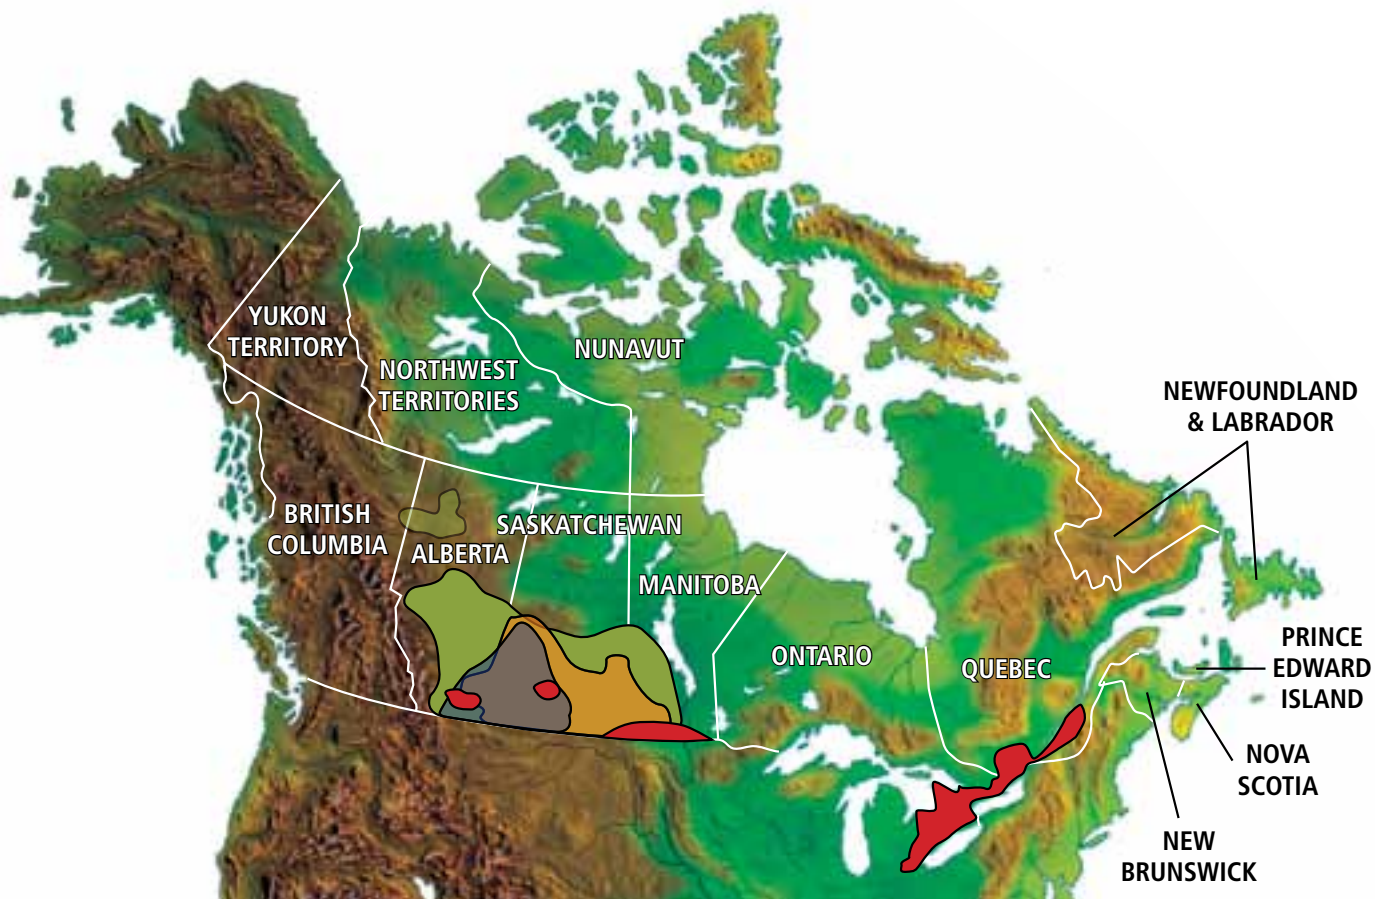 YUKON
TERRITORY
NORTHWEST
TERRITORIES
NUNAVUT
NEWFOUNDLAND
& LABRADOR
BRITISH
COLUMBIA
ALBERTA
SASKATCHEWAN
MANITOBA
ONTARIO
QUEBEC
PRINCE
EDWARD
ISLAND
NOVA
SCOTIA
NEW
BRUNSWICK